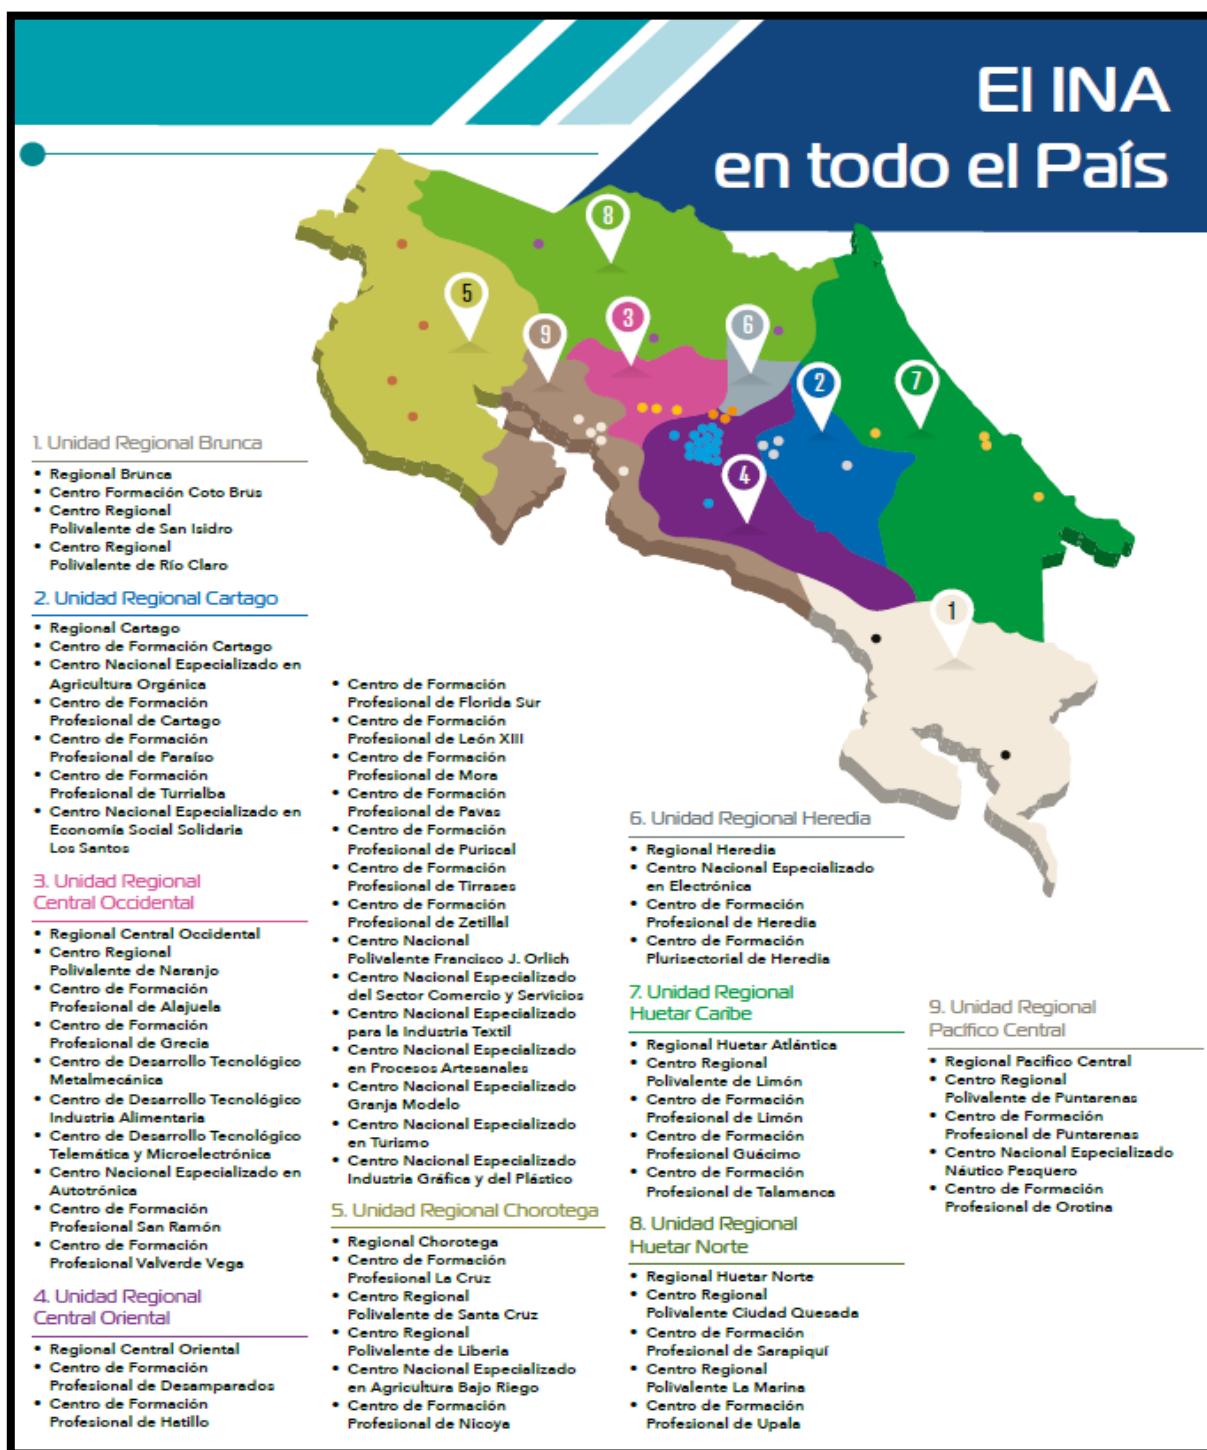 El INA
en todo el País
8
5
3
9
6
2
7
4
1
1. Unidad Regional Brunca
• Regional Brunca
• Centro Formación Coto Brus
• Centro Regional
Polivalente de San Isidro
• Centro Regional
Polivalente de Río Claro
2. Unidad Regional Cartago
• Regional Cartago
• Centro de Formación Cartago
• Centro Nacional Especializado en
Agricultura Orgánica
• Centro de Formación
Profesional de Cartago
• Centro de Formación
Profesional de Paraíso
• Centro de Formación
Profesional de Turrialba
• Centro Nacional Especializado en
Economía Social Solidaria
Los Santos
3. Unidad Regional
Central Occidental
• Regional Central Occidental
• Centro Regional
Polivalente de Naranjo
• Centro de Formación
Profesional de Alajuela
• Centro de Formación
Profesional de Grecia
• Centro de Desarrollo Tecnológico
Metalmecánica
• Centro de Desarrollo Tecnológico
Industria Alimentaria
• Centro de Desarrollo Tecnológico
Telemática y Microelectrónica
• Centro Nacional Especializado en
Autotrónica
• Centro de Formación
Profesional San Ramón
• Centro de Formación
Profesional Valverde Vega
4. Unidad Regional
Central Oriental
• Regional Central Oriental
• Centro de Formación
Profesional de Desamparados
• Centro de Formación
Profesional de Hatillo
• Centro de Formación
Profesional de Florida Sur
• Centro de Formación
Profesional de León XIII
• Centro de Formación
Profesional de Mora
• Centro de Formación
Profesional de Pavas
• Centro de Formación
Profesional de Puriscal
• Centro de Formación
Profesional de Tirrases
• Centro de Formación
Profesional de Zetillal
• Centro Nacional
Polivalente Francisco J. Orlich
• Centro Nacional Especializado
del Sector Comercio y Servicios
• Centro Nacional Especializado
para la Industria Textil
• Centro Nacional Especializado
en Procesos Artesanales
• Centro Nacional Especializado
Granja Modelo
• Centro Nacional Especializado
en Turismo
• Centro Nacional Especializado
Industria Gráfica y del Plástico
5. Unidad Regional Chorotega
• Regional Chorotega
• Centro de Formación
Profesional La Cruz
• Centro Regional
Polivalente de Santa Cruz
• Centro Regional
Polivalente de Liberia
• Centro Nacional Especializado
en Agricultura Bajo Riego
• Centro de Formación
Profesional de Nicoya
6. Unidad Regional Heredia
• Regional Heredia
• Centro Nacional Especializado
en Electrónica
• Centro de Formación
Profesional de Heredia
• Centro de Formación
Plurisectorial de Heredia
7. Unidad Regional
Huetar Caribe
• Regional Huetar Atlántica
• Centro Regional
Polivalente de Limón
• Centro de Formación
Profesional de Limón
• Centro de Formación
Profesional Guácimo
• Centro de Formación
Profesional de Talamanca
8. Unidad Regional
Huetar Norte
• Regional Huetar Norte
• Centro Regional
Polivalente Ciudad Quesada
• Centro de Formación
Profesional de Sarapiquí
• Centro Regional
Polivalente La Marina
• Centro de Formación
Profesional de Upala
9. Unidad Regional
Pacífico Central
• Regional Pacífico Central
• Centro Regional
Polivalente de Puntarenas
• Centro de Formación
Profesional de Puntarenas
• Centro Nacional Especializado
Náutico Pesquero
• Centro de Formación
Profesional de Orotina